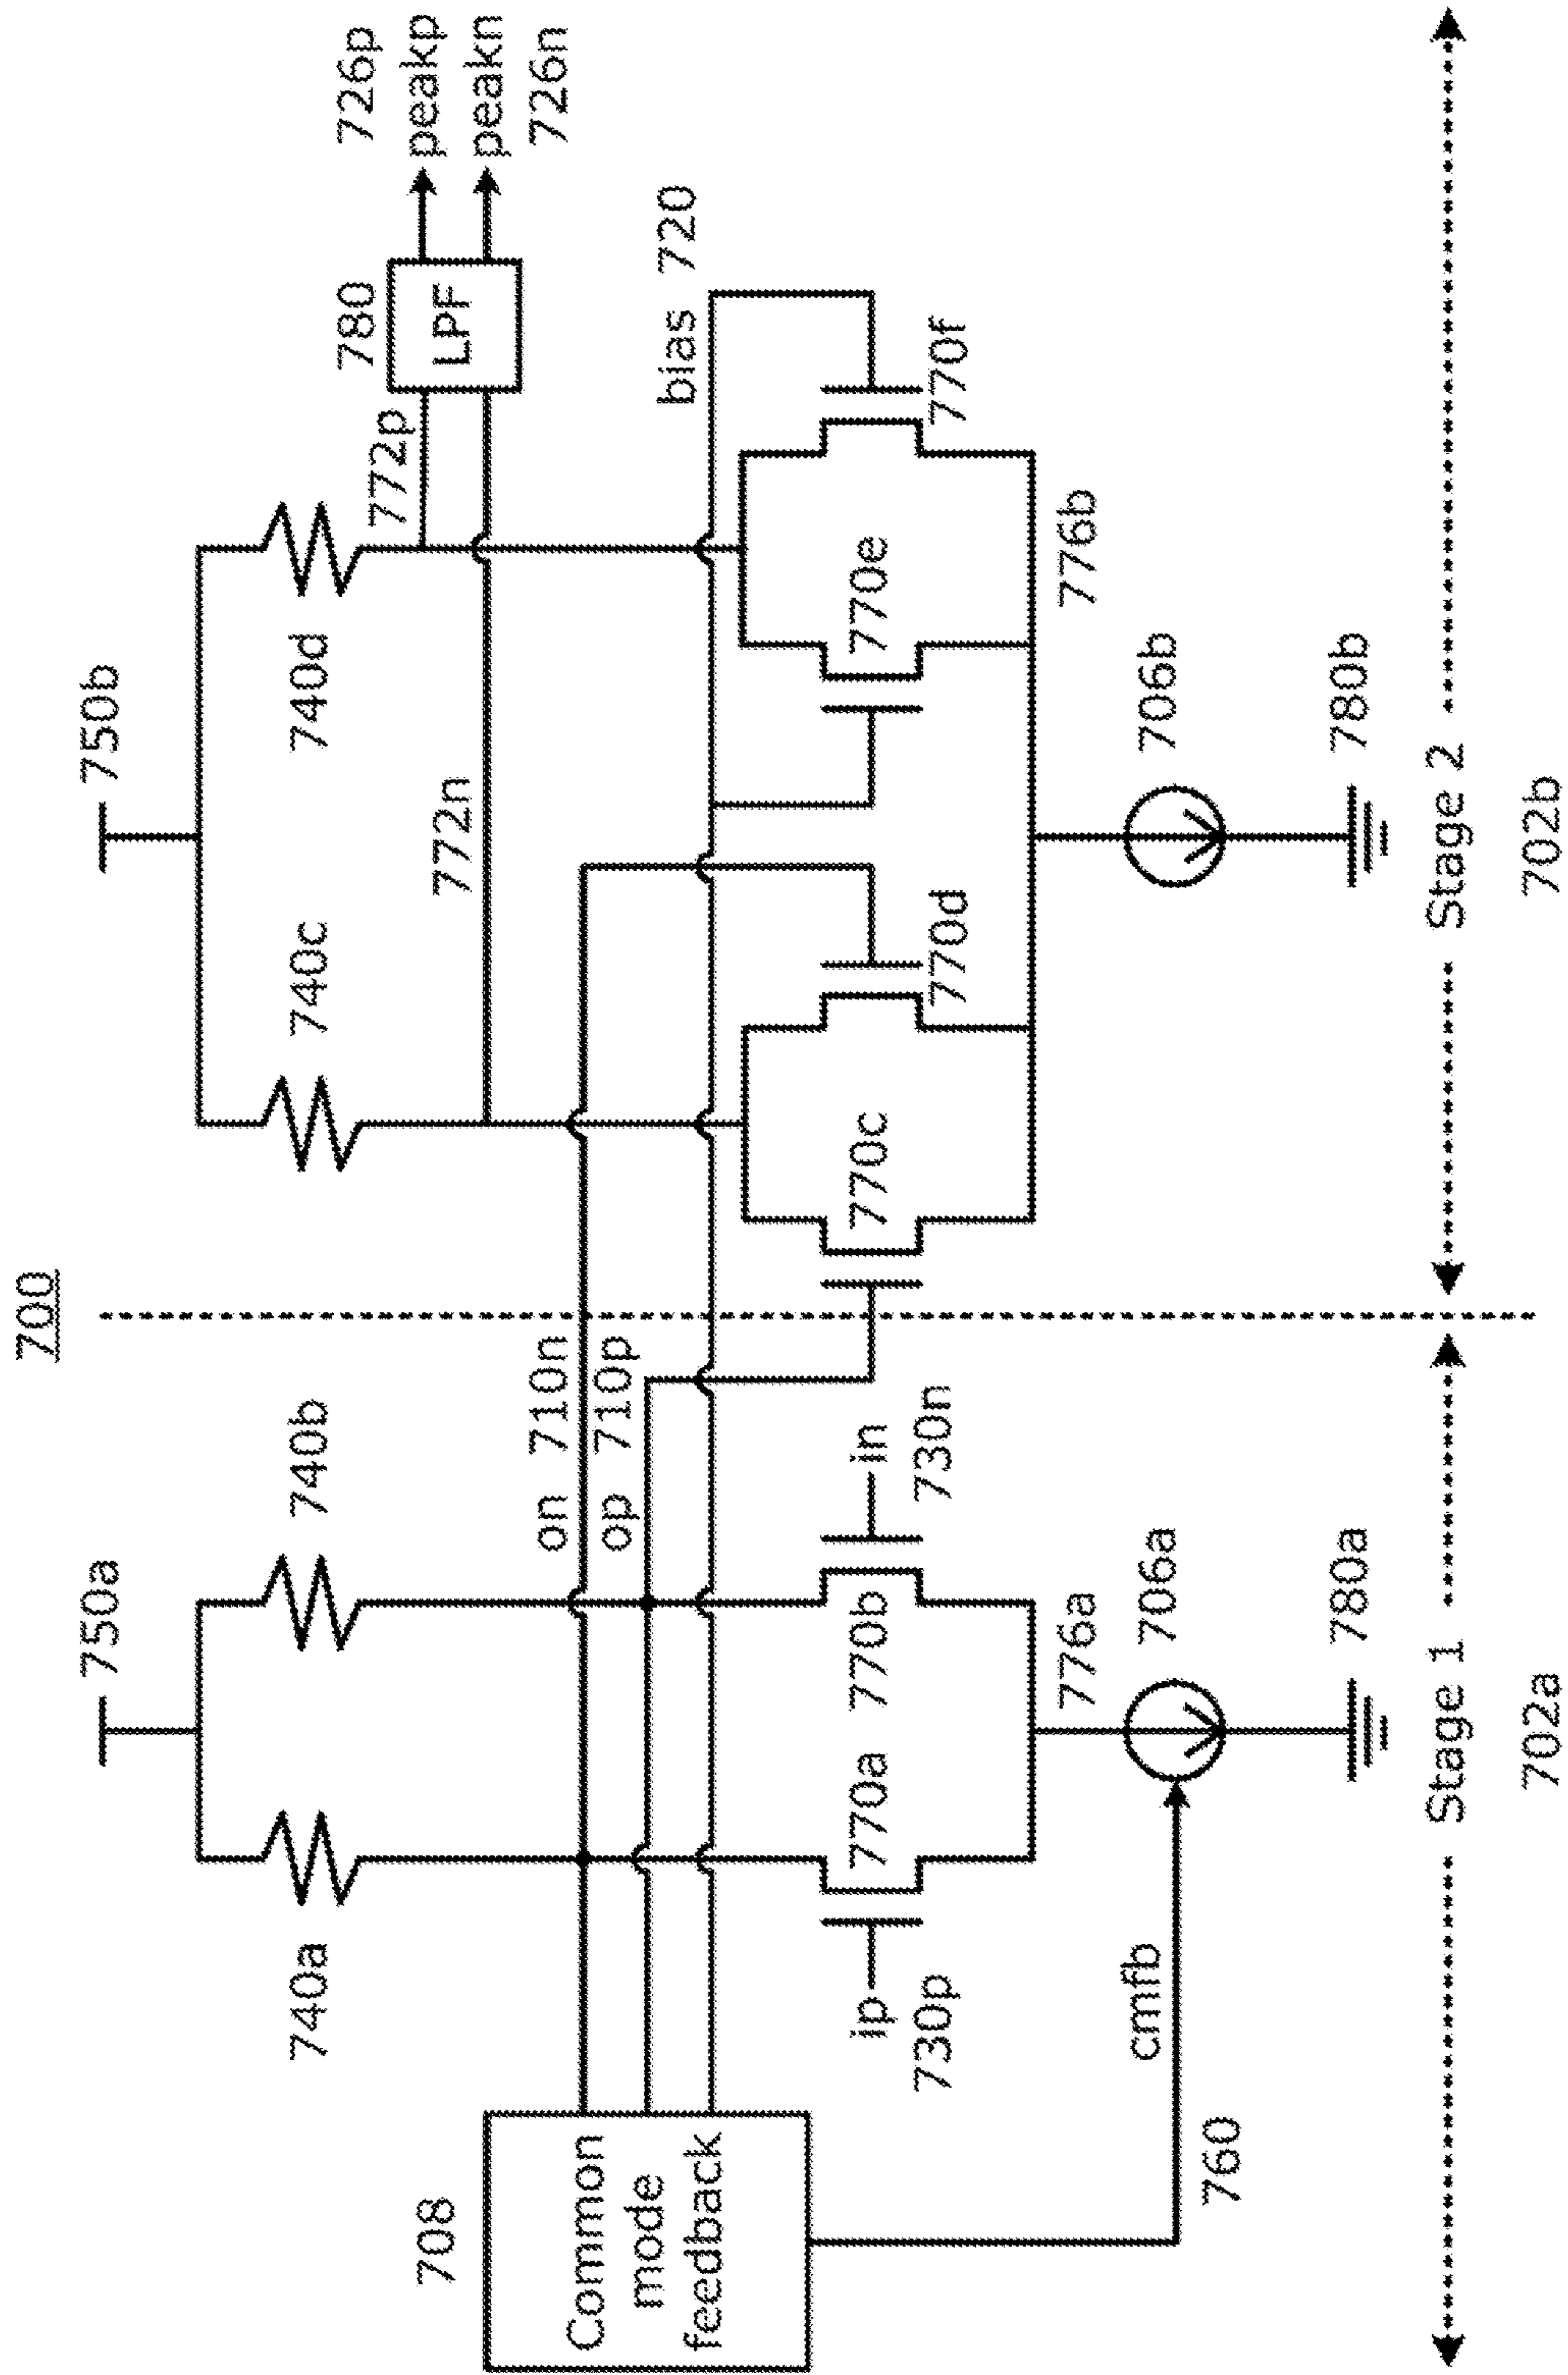 700
750a
750b
740a
740b
740c
740d
780
LPF
726p
peakp
peakn
726n
772p
772n
708
Common
mode
feedback
on 710n
op 710p
bias 720
ip
730p
770a
770b
in
730n
770c
770d
770e
770f
776a
776b
cmfb
760
706a
706b
780a
780b
Stage 1
Stage 2
702a
702b